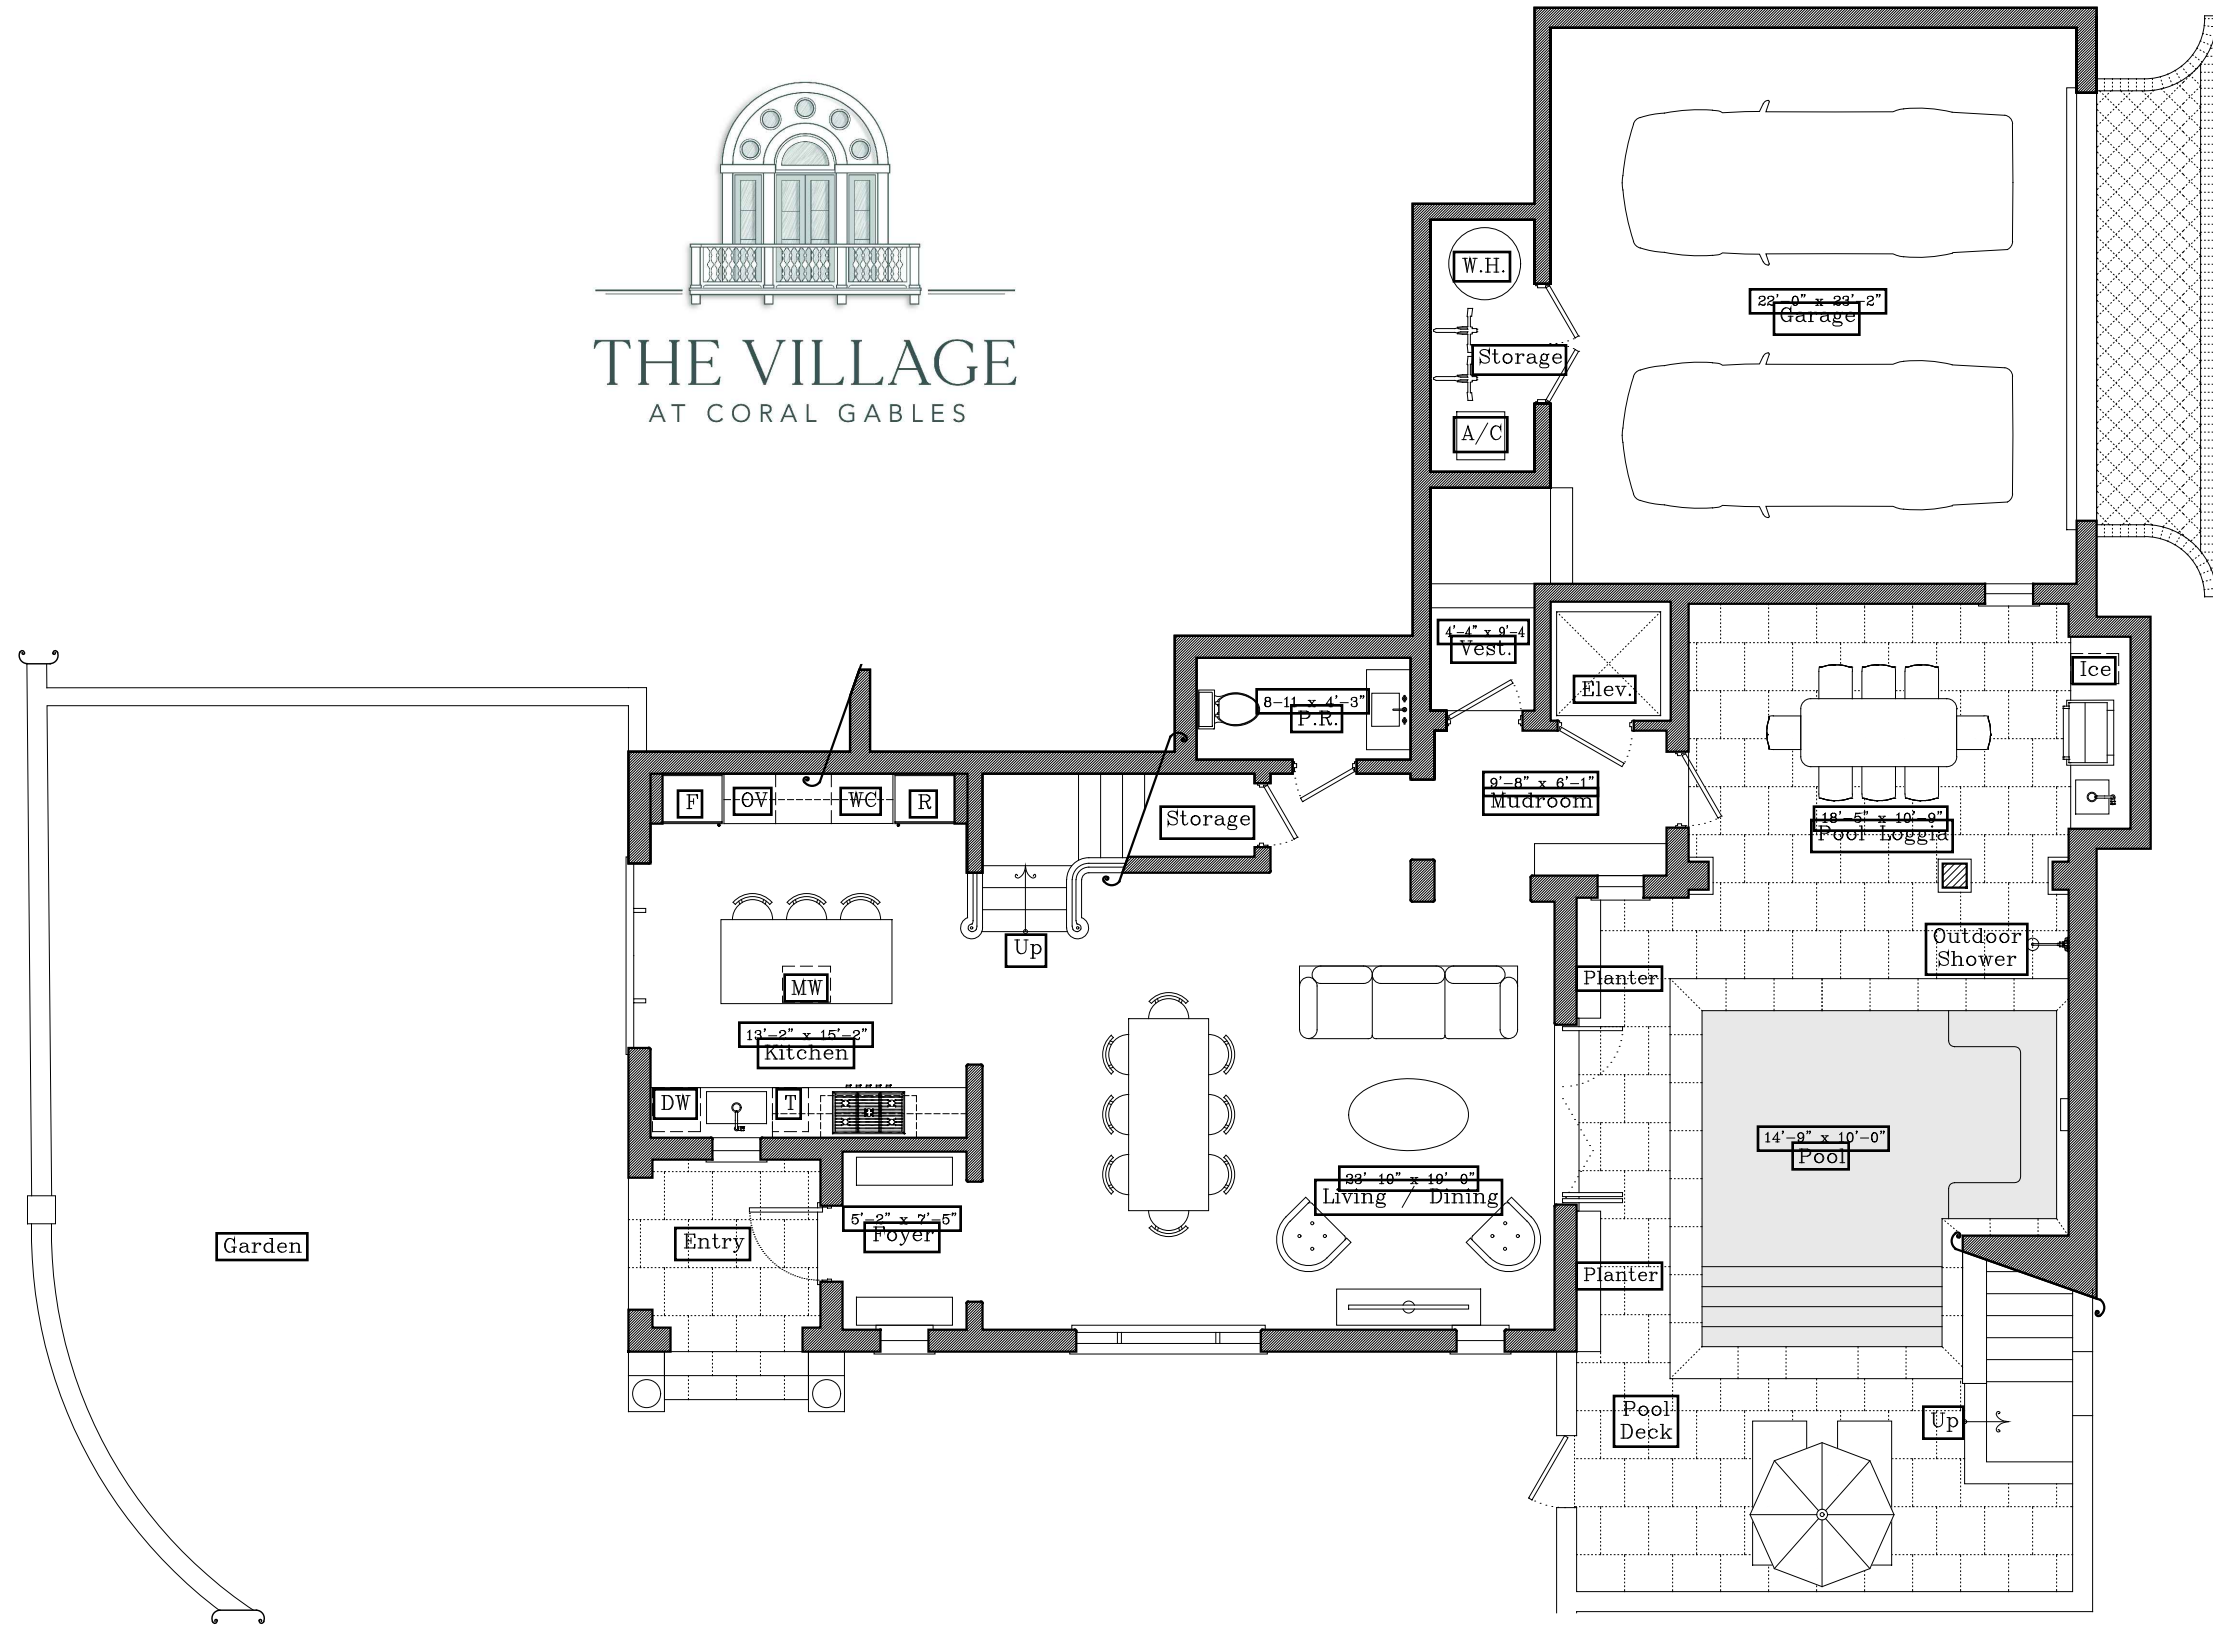 THE VILLAGE
AT CORAL GABLES
W.H.
22'-0" x 23'-2"
Garage
Storage
A/C
4'-4" x 9'-4
Vest.
Elev.
Ice
8-11 x 4'-3"
P.R.
F
OV
WC
R
Storage
9'-8" x 6'-1"
Mudroom
18'-5" x 10'-9"
Pool Loggia
Up
Outdoor
Shower
Planter
MW
13'-2" x 15'-2"
Kitchen
DW
T
14'-9" x 10'-0"
Pool
23'-10" x 19'-0"
Living / Dining
5'-2" x 7'-5"
Foyer
Entry
Garden
Planter
Pool
Deck
Up